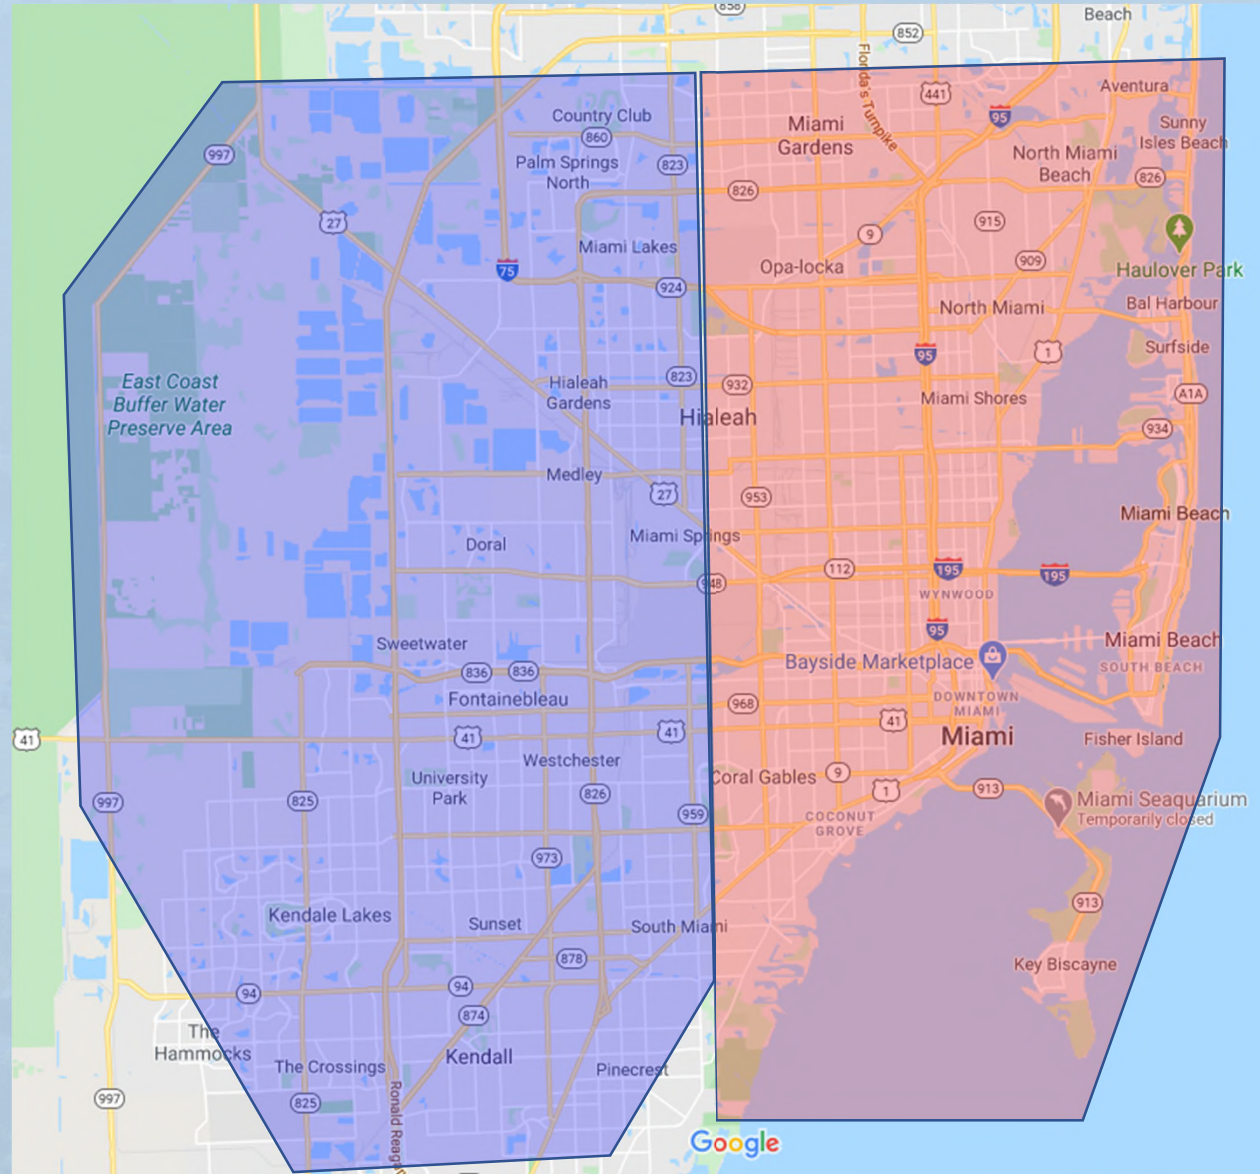 858
852
Beach
Florida's Turnpike
441
95
Aventura
Country Club
860
Miami
Gardens
Sunny
Isles Beach
997
Palm Springs
North
823
North Miami
Beach
826
826
27
915
9
Miami Lakes
909
75
Opa-locka
Haulover Park
924
North Miami
Bal Harbour
95
1
Surfside
East Coast
Buffer Water
Preserve Area
Hialeah
Gardens
823
932
A1A
Miami Shores
Hialeah
934
Medley
27
953
Miami Beach
Doral
Miami Springs
948
112
195
195
WYNWOOD
95
Sweetwater
Miami Beach
836
836
Bayside Marketplace
SOUTH BEACH
Fontainebleau
968
DOWNTOWN
MIAMI
41
41
41
41
Miami
Fisher Island
Westchester
University
Park
Coral Gables
9
1
913
997
825
826
959
Miami Seaquarium
Temporarily closed
COCONUT
GROVE
973
Kendale Lakes
Sunset
South Miami
913
878
Key Biscayne
94
94
874
The
Hammocks
The Crossings
Kendall
Pinecrest
997
825
Ronald Reagan
Google